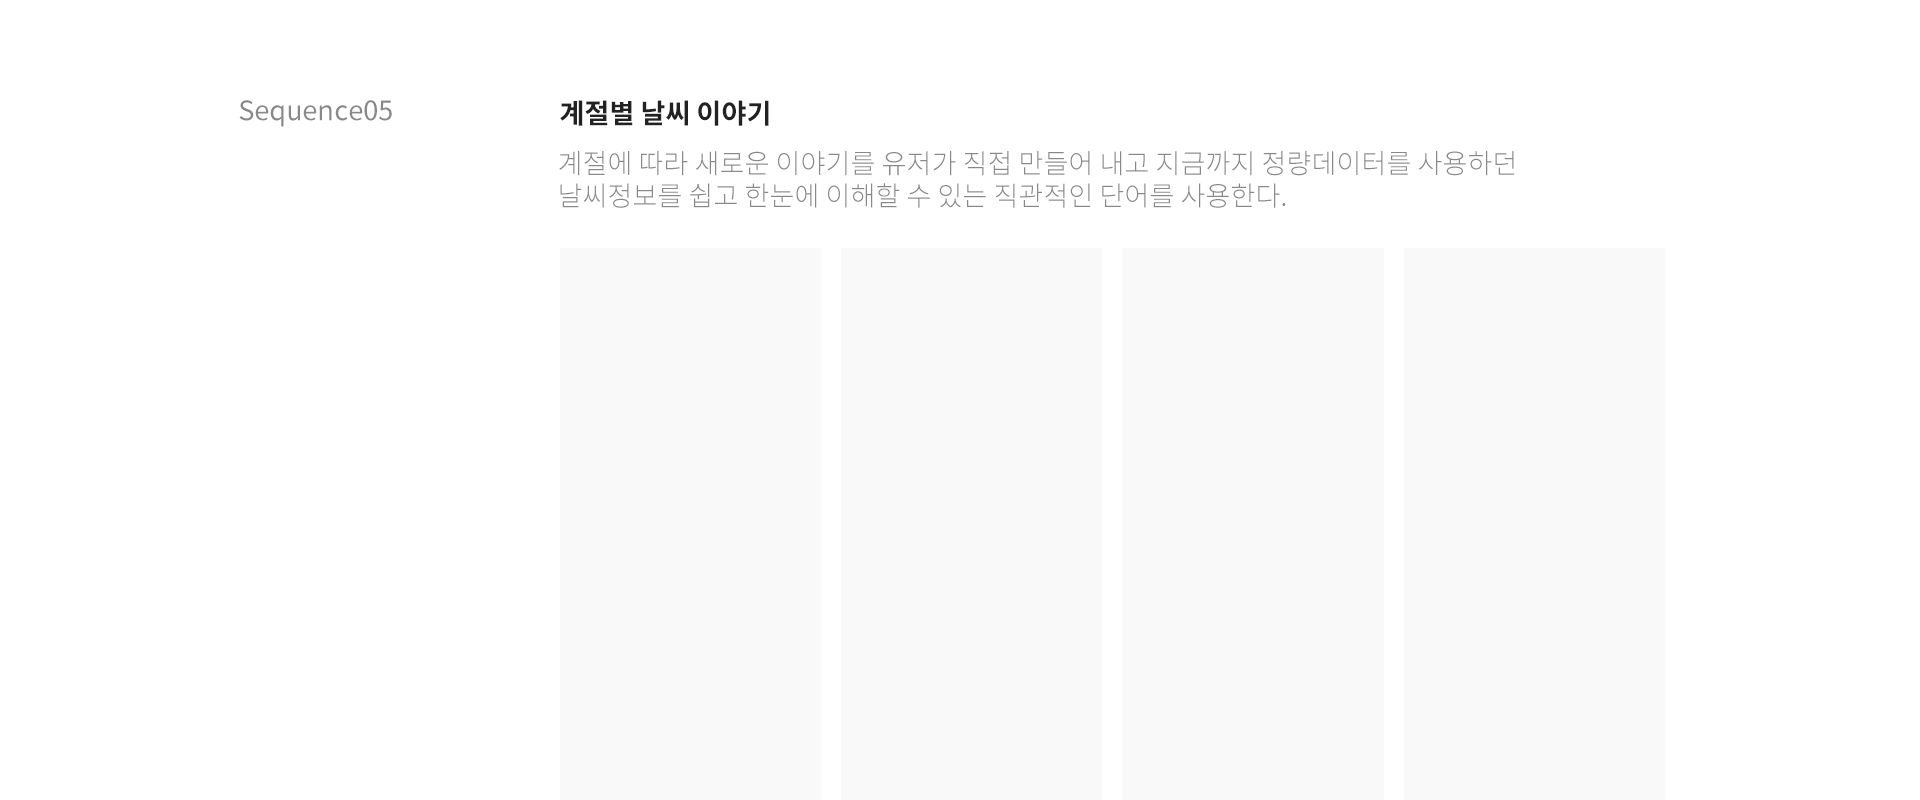 Sequence05
계절별 날씨 이야기
계절에 따라 새로운 이야기를 유저가 직접 만들어 내고 지금까지 정량데이터를 사용하던
날씨정보를 쉽고 한눈에 이해할 수 있는 직관적인 단어를 사용한다.